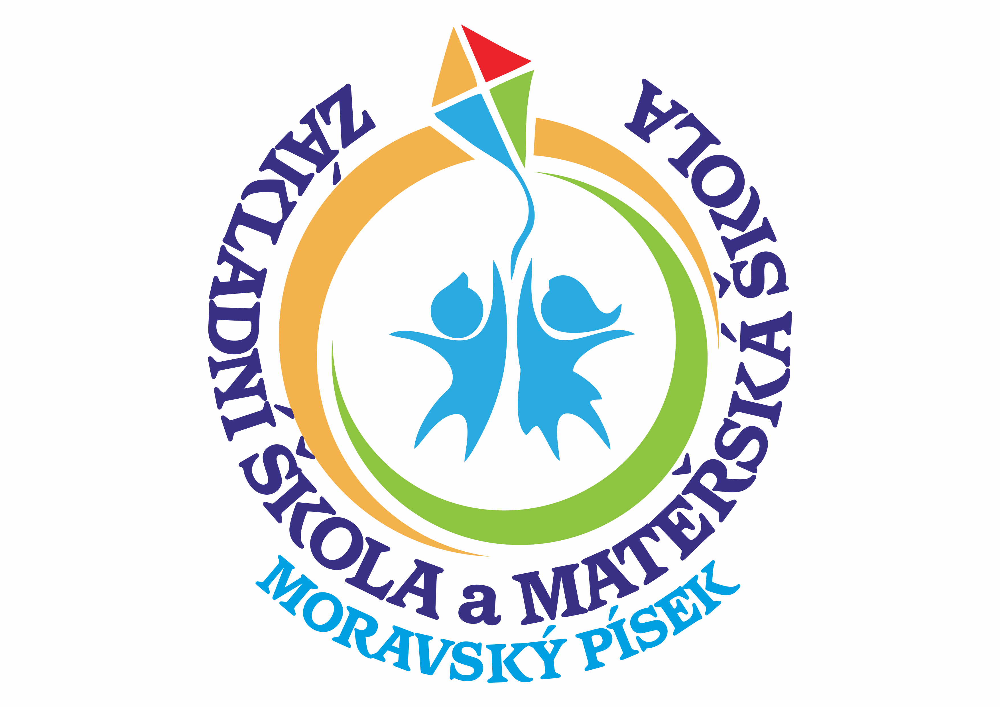 ZÁKLADNÍ ŠKOLA a MATEŘSKÁ ŠKOLA
MORAVSKÝ PÍSEK